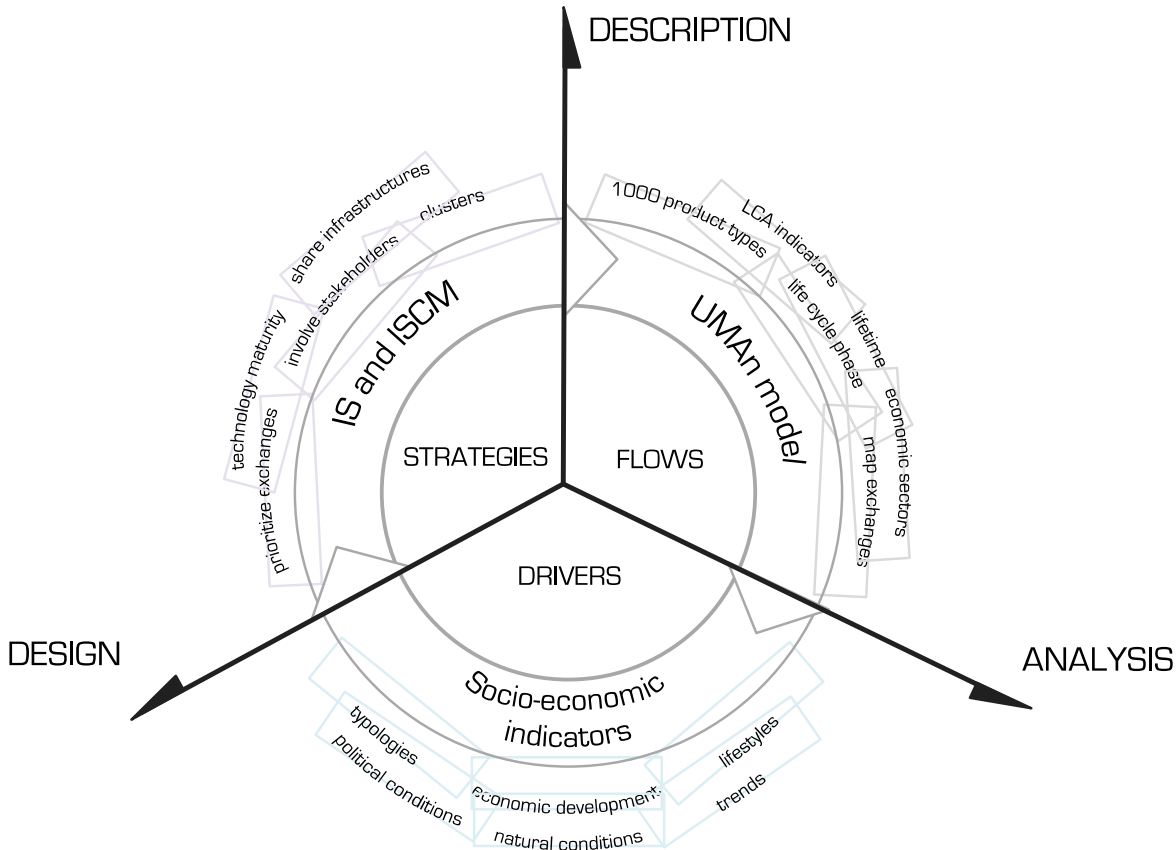 DESCRIPTION
share infrastructures
clusters
involve stakeholders
technology maturity
prioritize exchanges
IS and ISCM
STRATEGIES
1000 product types
LCA indicators
life cycle phase
lifetime
economic sectors
map exchanges
UMAn model
FLOWS
DRIVERS
DESIGN
ANALYSIS
Socio-economic
indicators
typologies
political conditions
economic development
natural conditions
lifestyles
trends